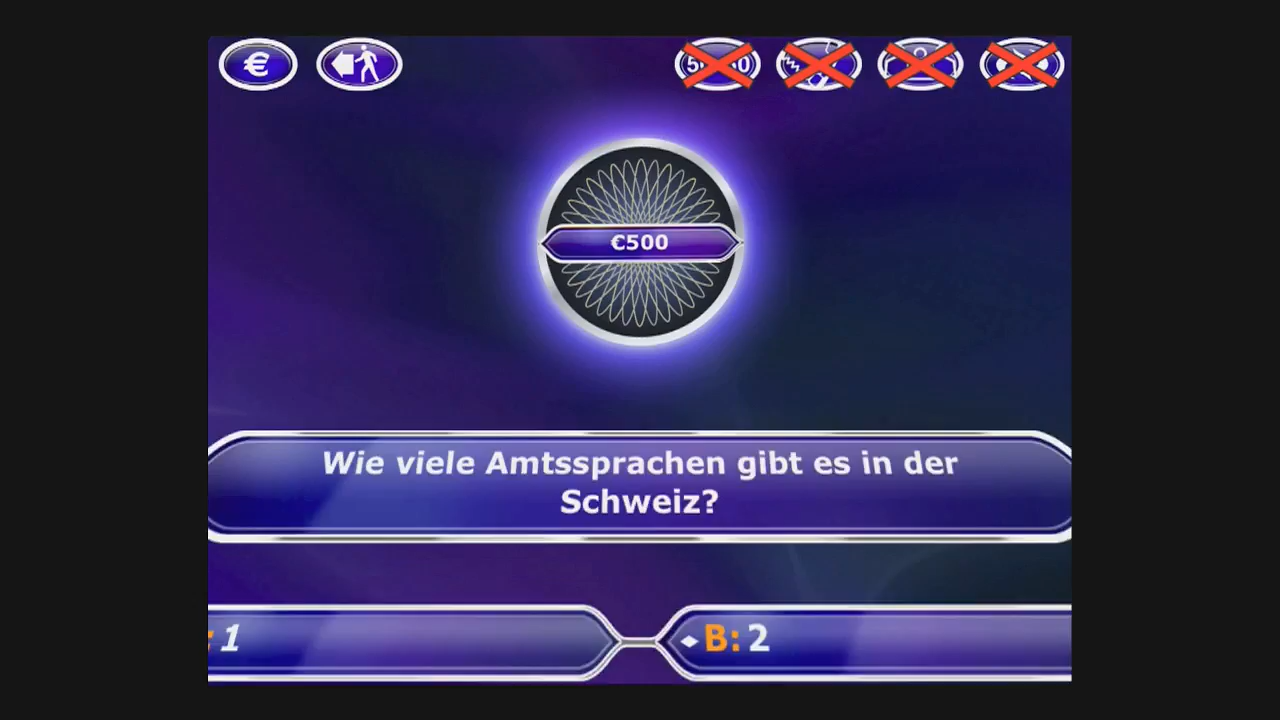 €
€500
Wie viele Amtssprachen gibt es in der
Schweiz?
: 1
B: 2